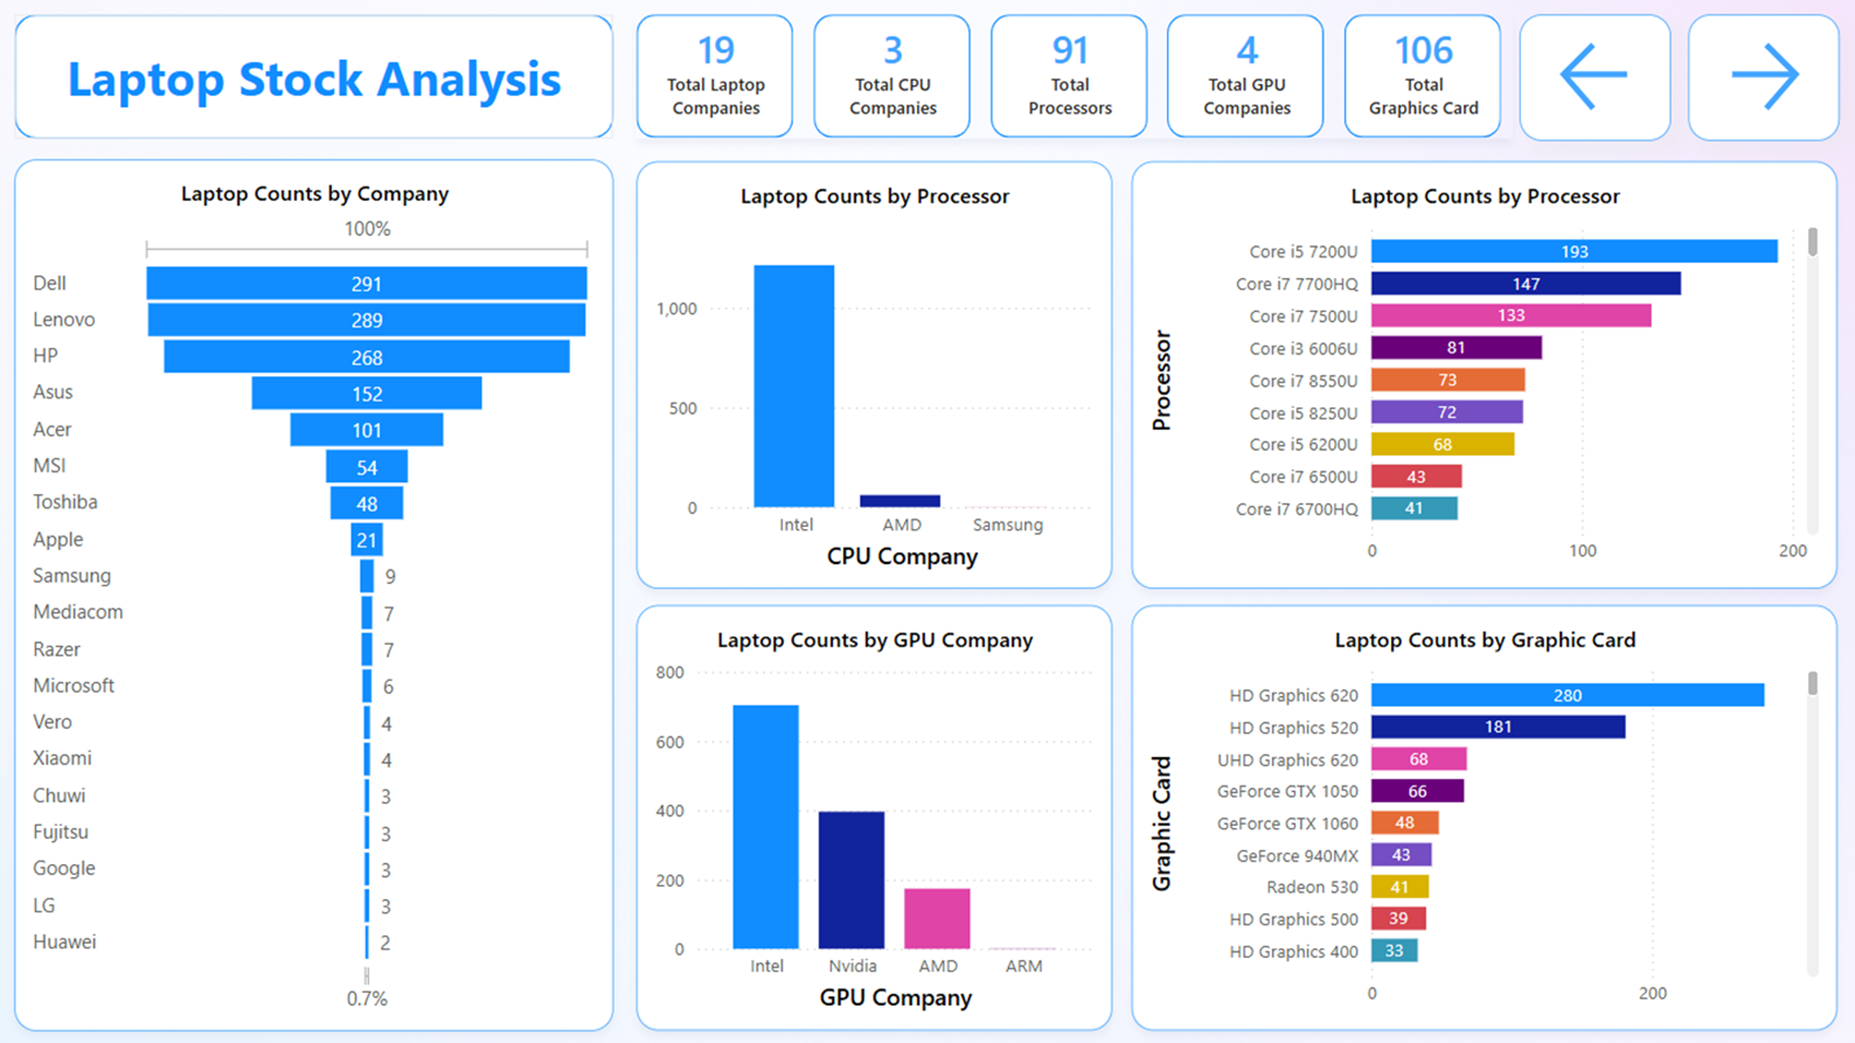 Laptop Stock Analysis
19
Total Laptop
Companies
3
Total CPU
Companies
91
Total
Processors
4
Total GPU
Companies
106
Total
Graphics Card
Laptop Counts by Company
100%
Dell 291
Lenovo 289
HP 268
Asus 152
Acer 101
MSI 54
Toshiba 48
Apple 21
Samsung 9
Mediacom 7
Razer 7
Microsoft 6
Vero 4
Xiaomi 4
Chuwi 3
Fujitsu 3
Google 3
LG 3
Huawei 2
0.7%
Laptop Counts by Processor
1,000
500
0
Intel AMD Samsung
CPU Company
Laptop Counts by Processor
Processor
Core i5 7200U 193
Core i7 7700HQ 147
Core i7 7500U 133
Core i3 6006U 81
Core i7 8550U 73
Core i5 8250U 72
Core i5 6200U 68
Core i7 6500U 43
Core i7 6700HQ 41
0 100 200
Laptop Counts by GPU Company
800
600
400
200
0
Intel Nvidia AMD ARM
GPU Company
Laptop Counts by Graphic Card
Graphic Card
HD Graphics 620 280
HD Graphics 520 181
UHD Graphics 620 68
GeForce GTX 1050 66
GeForce GTX 1060 48
GeForce 940MX 43
Radeon 530 41
HD Graphics 500 39
HD Graphics 400 33
0 200